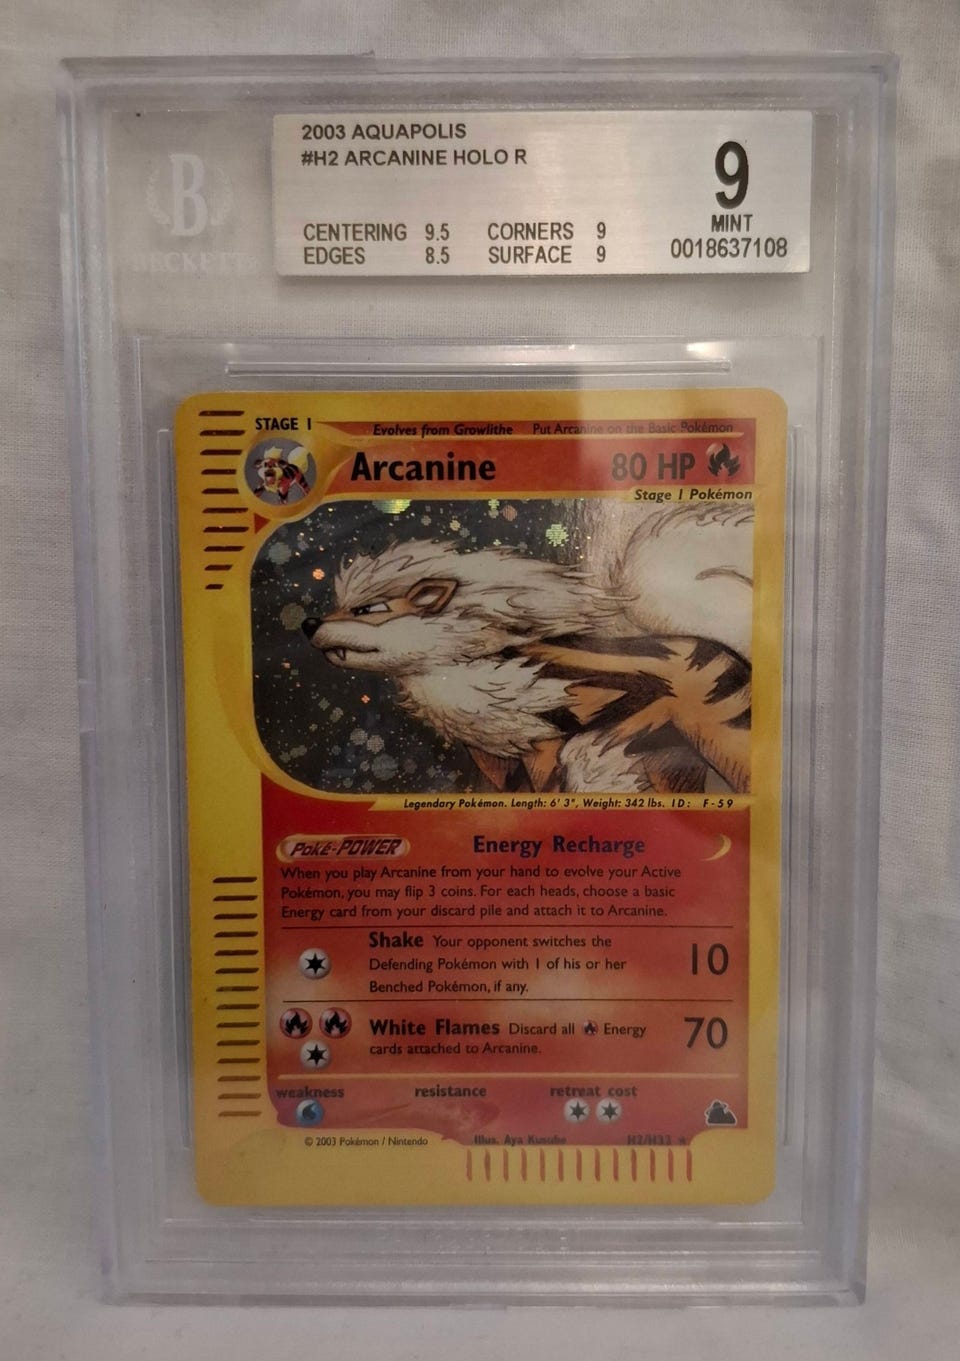 2003 AQUAPOLIS
#H2 ARCANINE HOLO R
9
MINT
0018637108
CENTERING 9.5 CORNERS 9
EDGES 8.5 SURFACE 9
B
BECKETT
STAGE 1
Evolves from Growlithe Put Arcanine on the Basic Pokémon
Arcanine 80 HP
Stage 1 Pokémon
Legendary Pokémon. Length: 6' 3", Weight: 342 lbs. ID: F-59
Poké-POWER Energy Recharge
When you play Arcanine from your hand to evolve your Active
Pokémon, you may flip 3 coins. For each heads, choose a basic
Energy card from your discard pile and attach it to Arcanine.
Shake Your opponent switches the
Defending Pokémon with 1 of his or her 10
Benched Pokémon, if any.
White Flames Discard all Energy 70
cards attached to Arcanine.
weakness resistance retreat cost
© 2003 Pokémon / Nintendo Illus. Aya Kusube H2/H32 ★